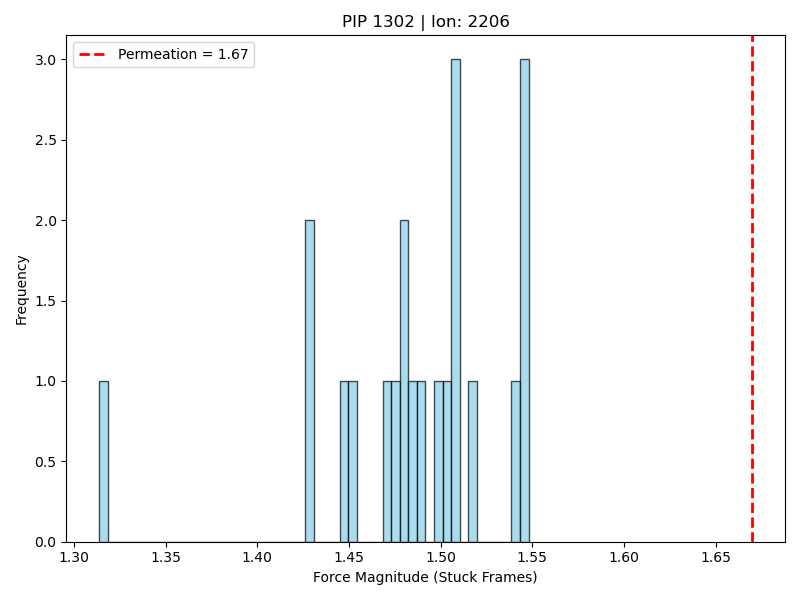 PIP 1302 | Ion: 2206
Permeation = 1.67
3.0
2.5
2.0
1.5
1.0
0.5
0.0
Frequency
1.30 1.35 1.40 1.45 1.50 1.55 1.60 1.65
Force Magnitude (Stuck Frames)